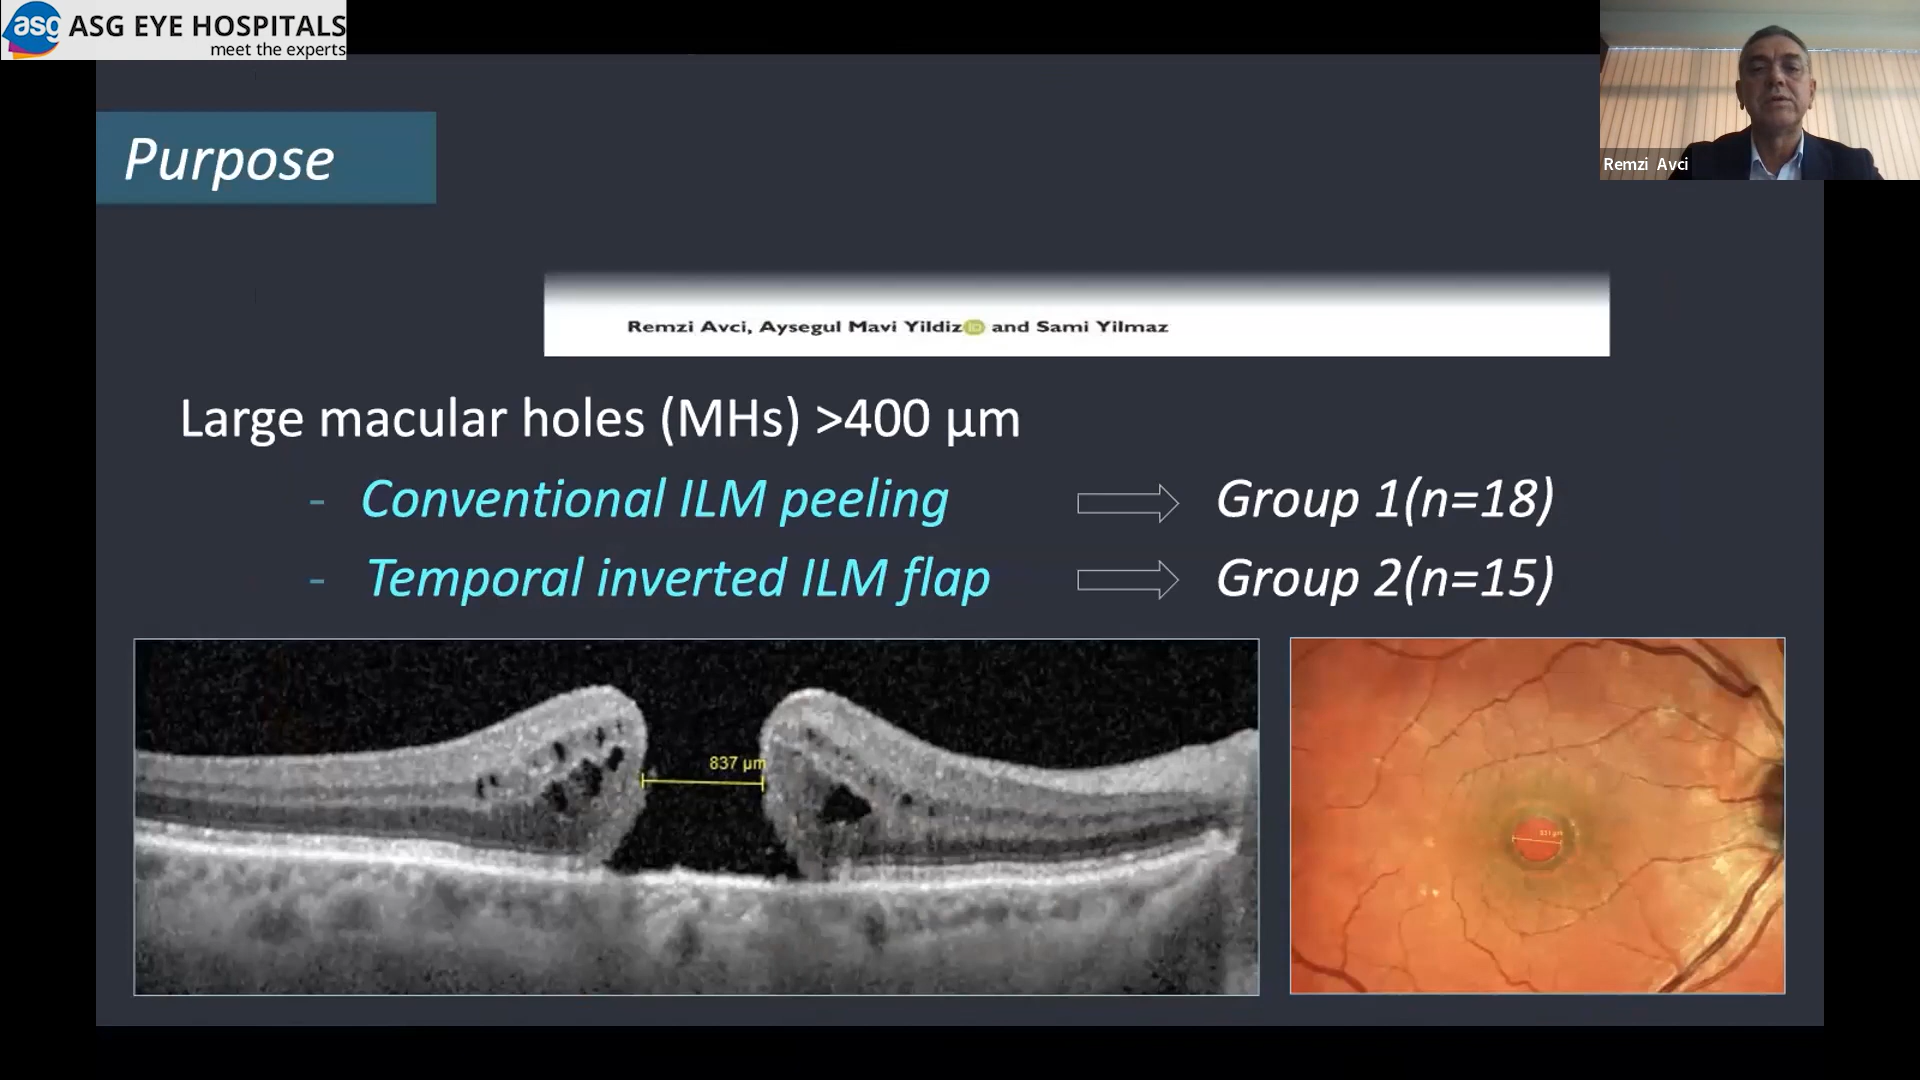 asg ASG EYE HOSPITALS
meet the experts
Remzi Avci
Purpose
Remzi Avci, Aysegul Mavi Yildiz iD and Sami Yilmaz
Large macular holes (MHs) >400 µm
- Conventional ILM peeling Group 1(n=18)
- Temporal inverted ILM flap Group 2(n=15)
837 µm